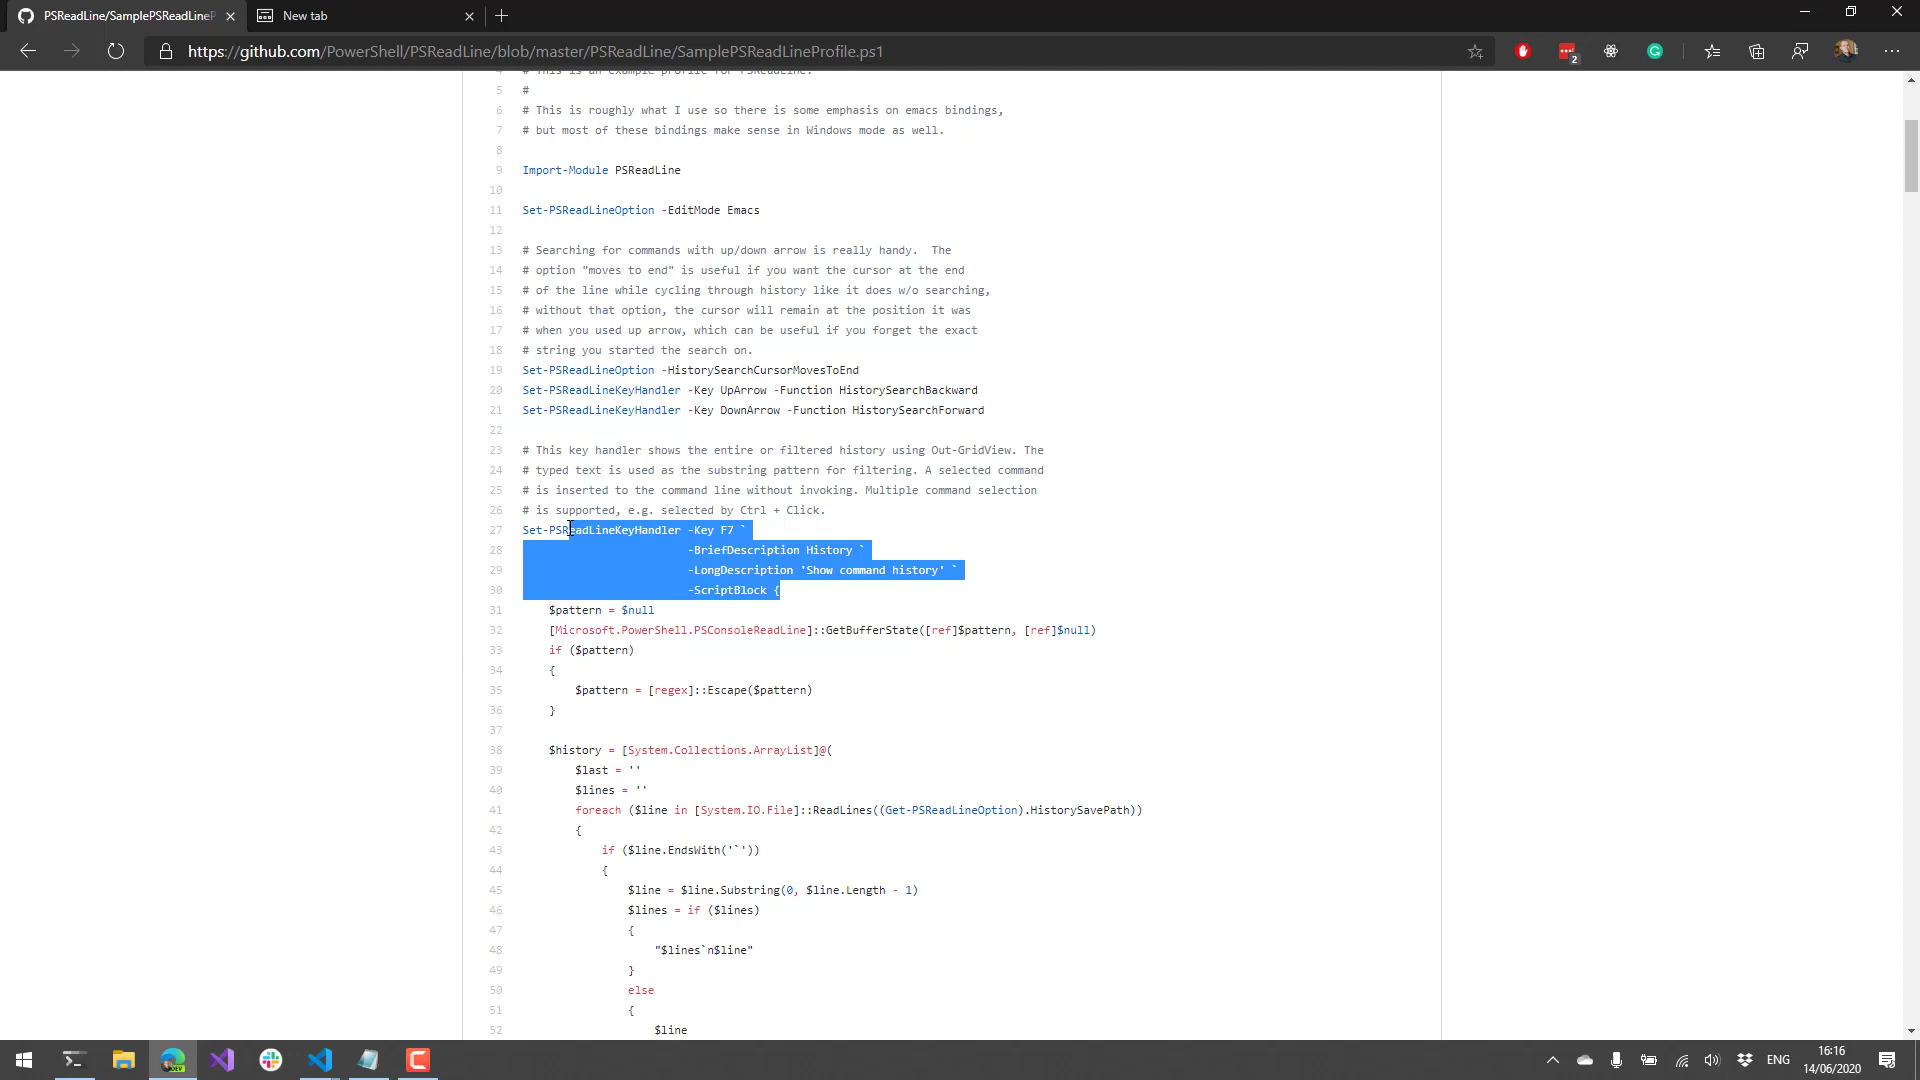 PSReadLine/SamplePSReadLineP
New tab
https://github.com/PowerShell/PSReadLine/blob/master/PSReadLine/SamplePSReadLineProfile.ps1
2
4 # This is an example profile for PSReadLine.
5 #
6 # This is roughly what I use so there is some emphasis on emacs bindings,
7 # but most of these bindings make sense in Windows mode as well.
8
9 Import-Module PSReadLine
10
11 Set-PSReadLineOption -EditMode Emacs
12
13 # Searching for commands with up/down arrow is really handy.  The
14 # option "moves to end" is useful if you want the cursor at the end
15 # of the line while cycling through history like it does w/o searching,
16 # without that option, the cursor will remain at the position it was
17 # when you used up arrow, which can be useful if you forget the exact
18 # string you started the search on.
19 Set-PSReadLineOption -HistorySearchCursorMovesToEnd
20 Set-PSReadLineKeyHandler -Key UpArrow -Function HistorySearchBackward
21 Set-PSReadLineKeyHandler -Key DownArrow -Function HistorySearchForward
22
23 # This key handler shows the entire or filtered history using Out-GridView. The
24 # typed text is used as the substring pattern for filtering. A selected command
25 # is inserted to the command line without invoking. Multiple command selection
26 # is supported, e.g. selected by Ctrl + Click.
27 Set-PSReadLineKeyHandler -Key F7 `
28 -BriefDescription History `
29 -LongDescription 'Show command history' `
30 -ScriptBlock {
31 $pattern = $null
32 [Microsoft.PowerShell.PSConsoleReadLine]::GetBufferState([ref]$pattern, [ref]$null)
33 if ($pattern)
34 {
35 $pattern = [regex]::Escape($pattern)
36 }
37
38 $history = [System.Collections.ArrayList]@(
39 $last = ''
40 $lines = ''
41 foreach ($line in [System.IO.File]::ReadLines((Get-PSReadLineOption).HistorySavePath))
42 {
43 if ($line.EndsWith('`'))
44 {
45 $line = $line.Substring(0, $line.Length - 1)
46 $lines = if ($lines)
47 {
48 "$lines`n$line"
49 }
50 else
51 {
52 $line
DEV
ENG
16:16
14/06/2020